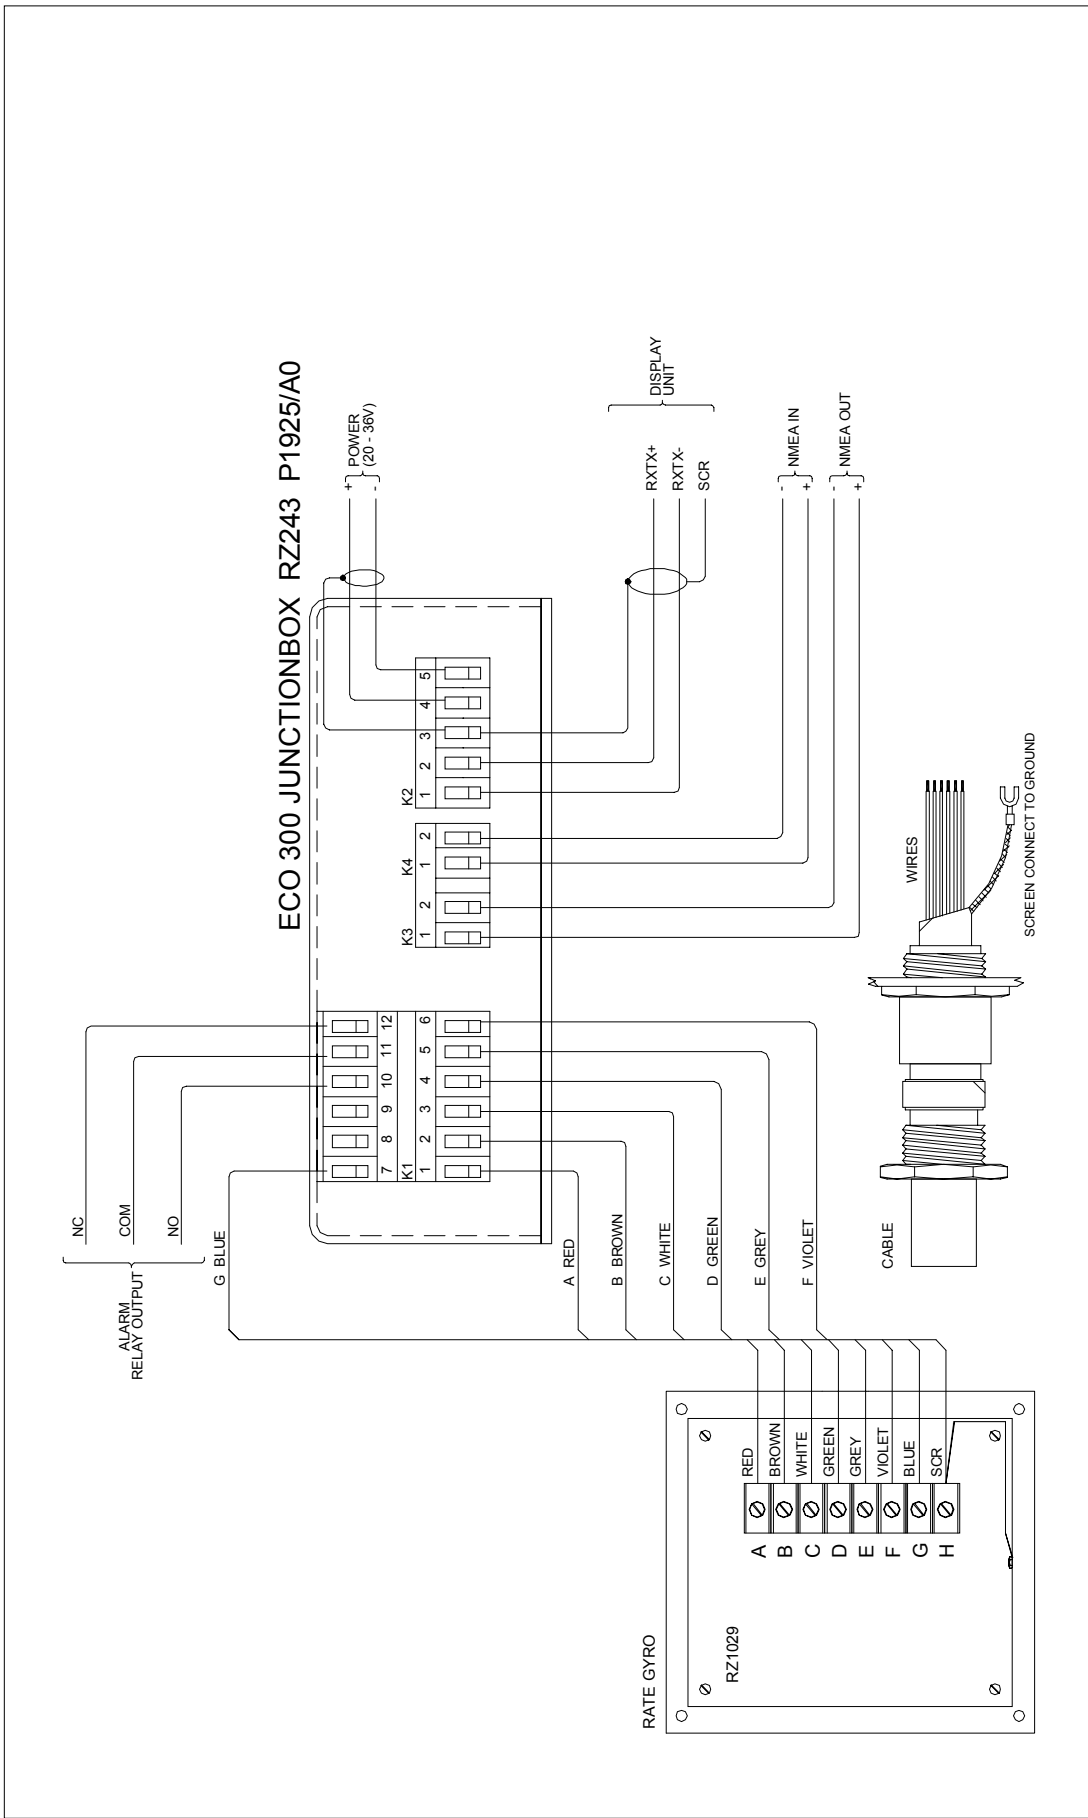 ECO 300 JUNCTIONBOX RZ243 P1925/A0
ALARM
RELAY OUTPUT
NC
COM
NO
G BLUE
7
8
9
10
11
12
K1
1
2
3
4
5
6
K3
1
2
K4
1
2
K2
1
2
3
4
5
+
-
POWER
(20 - 36V)
A RED
B BROWN
C WHITE
D GREEN
E GREY
F VIOLET
RXTX+
RXTX-
SCR
DISPLAY
UNIT
-
+
NMEA IN
-
+
NMEA OUT
RATE GYRO
RZ1029
A
B
C
D
E
F
G
H
RED
BROWN
WHITE
GREEN
GREY
VIOLET
BLUE
SCR
CABLE
WIRES
SCREEN CONNECT TO GROUND